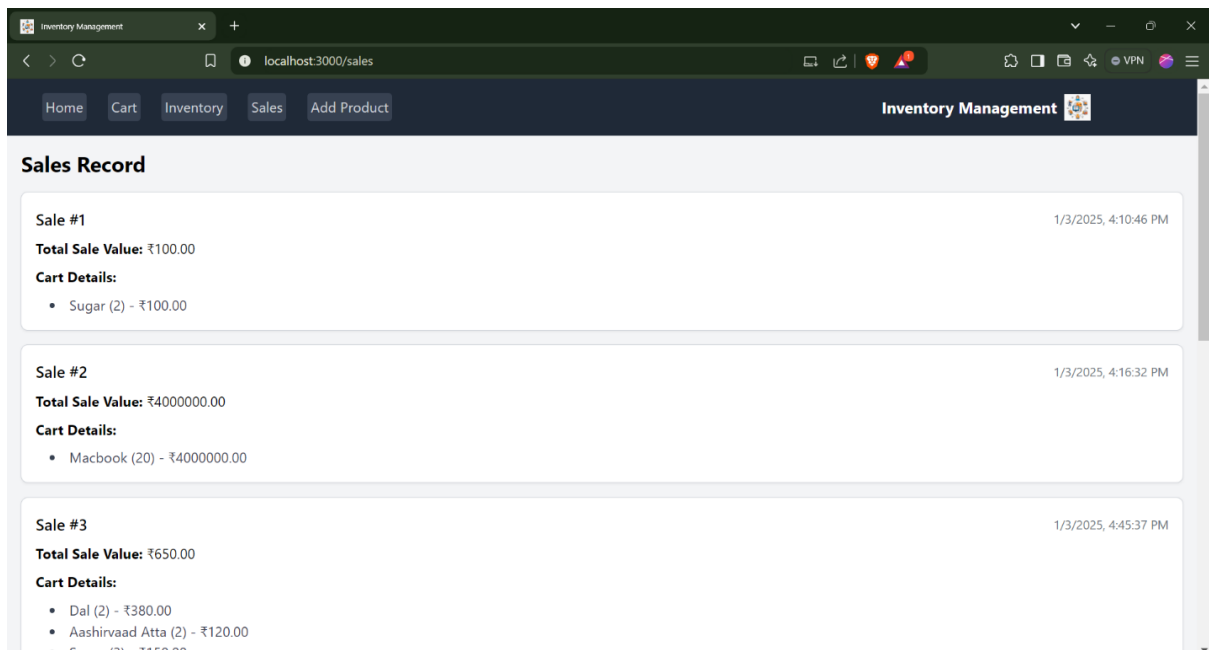 Inventory Management
localhost:3000/sales
VPN
Home Cart Inventory Sales Add Product Inventory Management
Sales Record
Sale #1 1/3/2025, 4:10:46 PM
Total Sale Value: ₹100.00
Cart Details:
• Sugar (2) - ₹100.00
Sale #2 1/3/2025, 4:16:32 PM
Total Sale Value: ₹4000000.00
Cart Details:
• Macbook (20) - ₹4000000.00
Sale #3 1/3/2025, 4:45:37 PM
Total Sale Value: ₹650.00
Cart Details:
• Dal (2) - ₹380.00
• Aashirvaad Atta (2) - ₹120.00